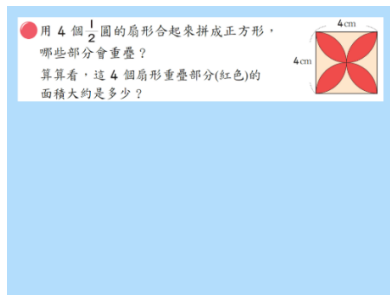 用 4 個 1/2 圓的扇形合起來拼成正方形，
哪些部分會重疊？
算算看，這 4 個扇形重疊部分(紅色)的
面積大約是多少？
4cm
4cm